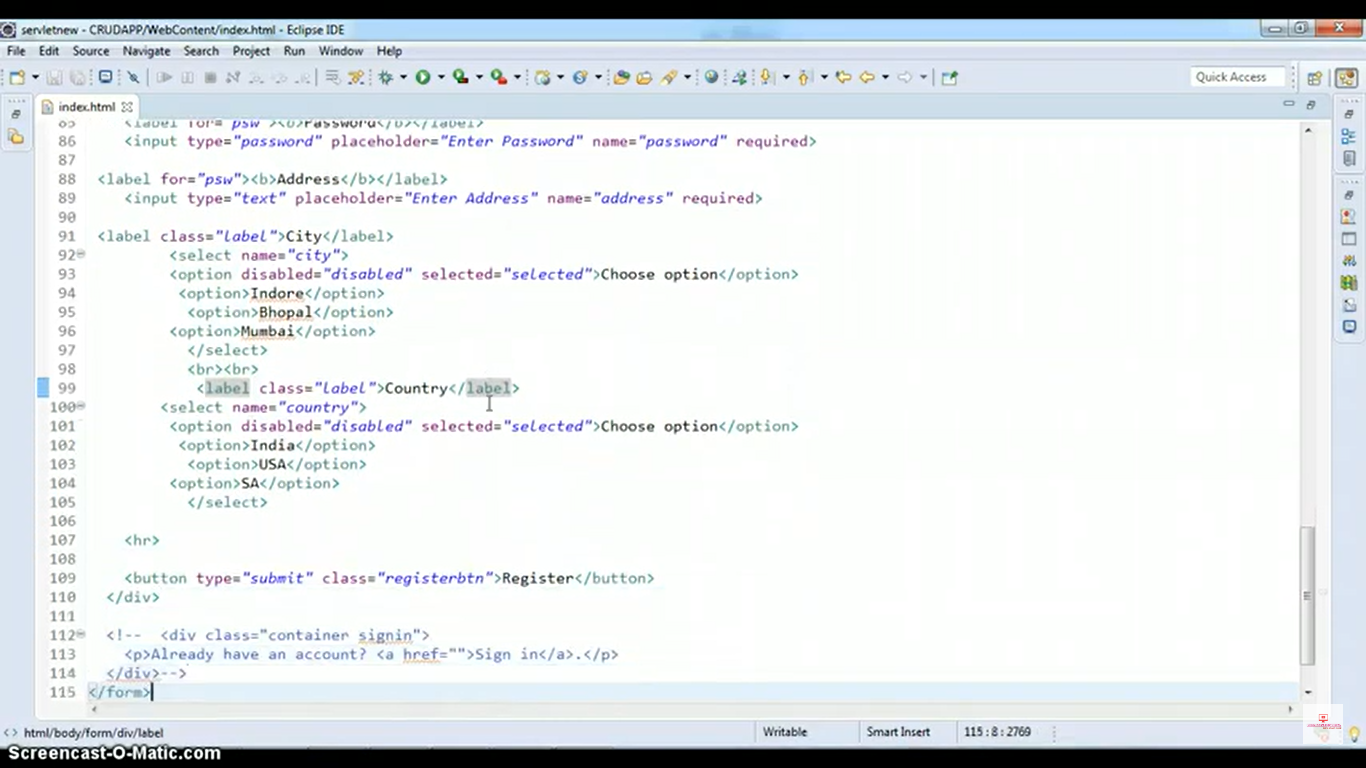 servletnew - CRUDAPP/WebContent/index.html - Eclipse IDE
File Edit Source Navigate Search Project Run Window Help
Quick Access
index.html
85 <label for="psw"><b>Password</b></label>
86 <input type="password" placeholder="Enter Password" name="password" required>
87
88 <label for="psw"><b>Address</b></label>
89 <input type="text" placeholder="Enter Address" name="address" required>
90
91 <label class="label">City</label>
92 <select name="city">
93 <option disabled="disabled" selected="selected">Choose option</option>
94 <option>Indore</option>
95 <option>Bhopal</option>
96 <option>Mumbai</option>
97 </select>
98 <br><br>
99 <label class="label">Country</label>
100 <select name="country">
101 <option disabled="disabled" selected="selected">Choose option</option>
102 <option>India</option>
103 <option>USA</option>
104 <option>SA</option>
105 </select>
106
107 <hr>
108
109 <button type="submit" class="registerbtn">Register</button>
110 </div>
111
112 <!-- <div class="container signin">
113 <p>Already have an account? <a href="">Sign in</a>.</p>
114 </div>-->
115 </form>
html/body/form/div/label Writable Smart Insert 115 : 8 : 2769
Screencast-O-Matic.com